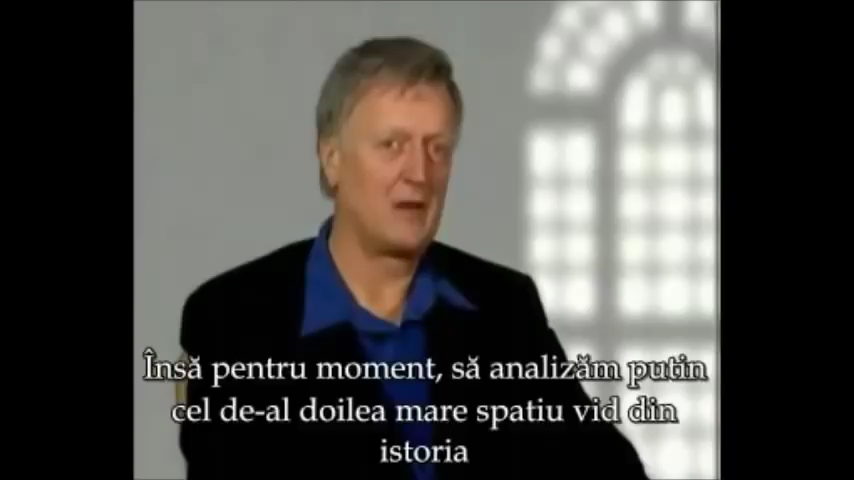 Însă pentru moment, să analizăm putin
cel de-al doilea mare spatiu vid din
istoria